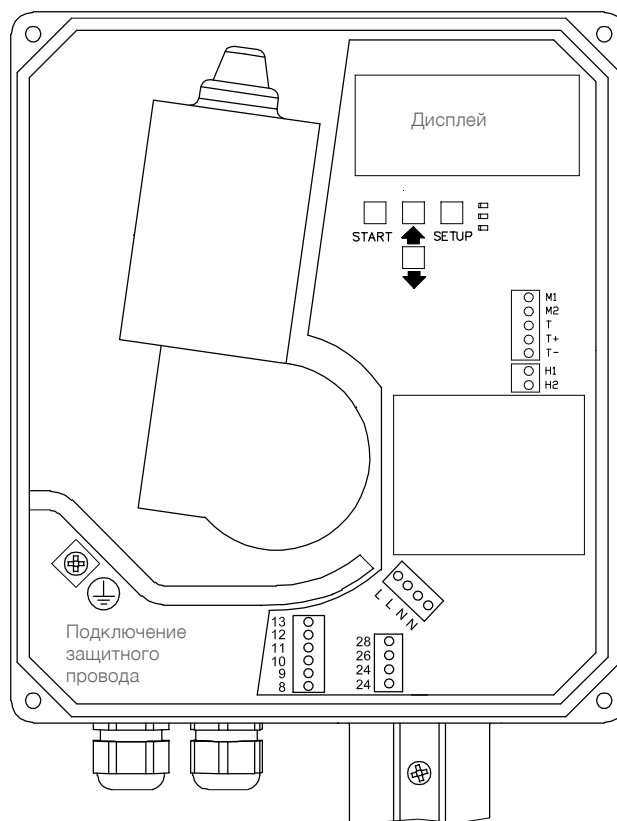 Дисплей
START
SETUP
M1
M2
T
T+
T-
H1
H2
L L N N
Подключение
защитного
провода
13
12
11
10
9
8
28
26
24
24